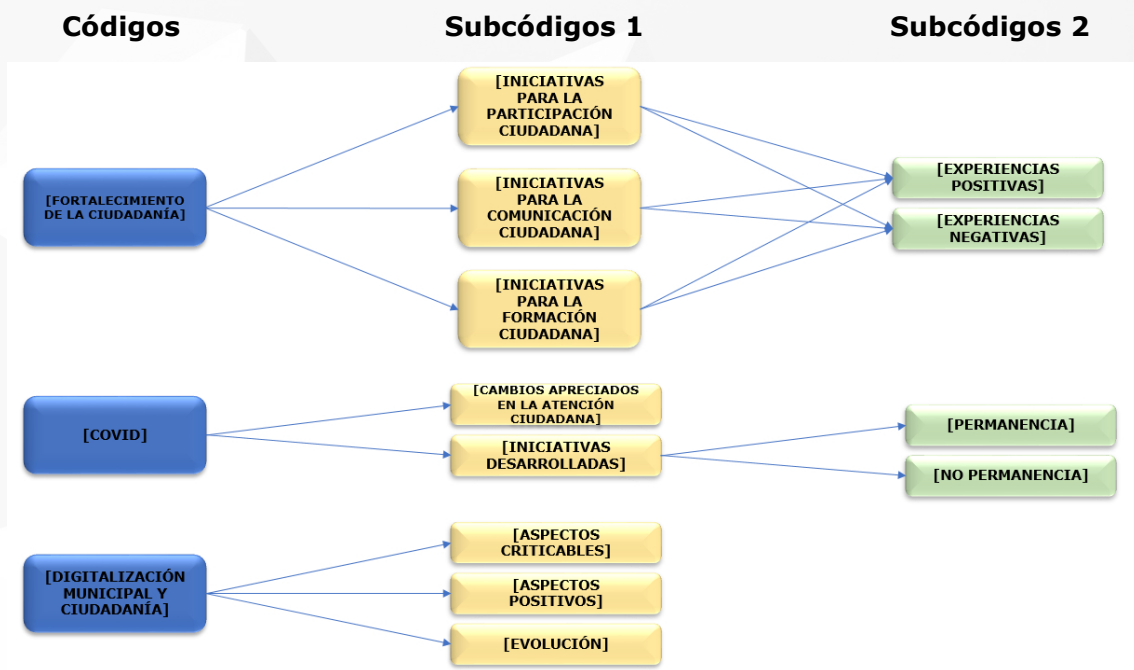 Códigos
Subcódigos 1
Subcódigos 2
[FORTALECIMIENTO
DE LA CIUDADANÍA]
[INICIATIVAS
PARA LA
PARTICIPACIÓN
CIUDADANA]
[INICIATIVAS
PARA LA
COMUNICACIÓN
CIUDADANA]
[INICIATIVAS
PARA LA
FORMACIÓN
CIUDADANA]
[EXPERIENCIAS
POSITIVAS]
[EXPERIENCIAS
NEGATIVAS]
[COVID]
[CAMBIOS APRECIADOS
EN LA ATENCIÓN
CIUDADANA]
[INICIATIVAS
DESARROLLADAS]
[PERMANENCIA]
[NO PERMANENCIA]
[DIGITALIZACIÓN
MUNICIPAL Y
CIUDADANÍA]
[ASPECTOS
CRITICABLES]
[ASPECTOS
POSITIVOS]
[EVOLUCIÓN]